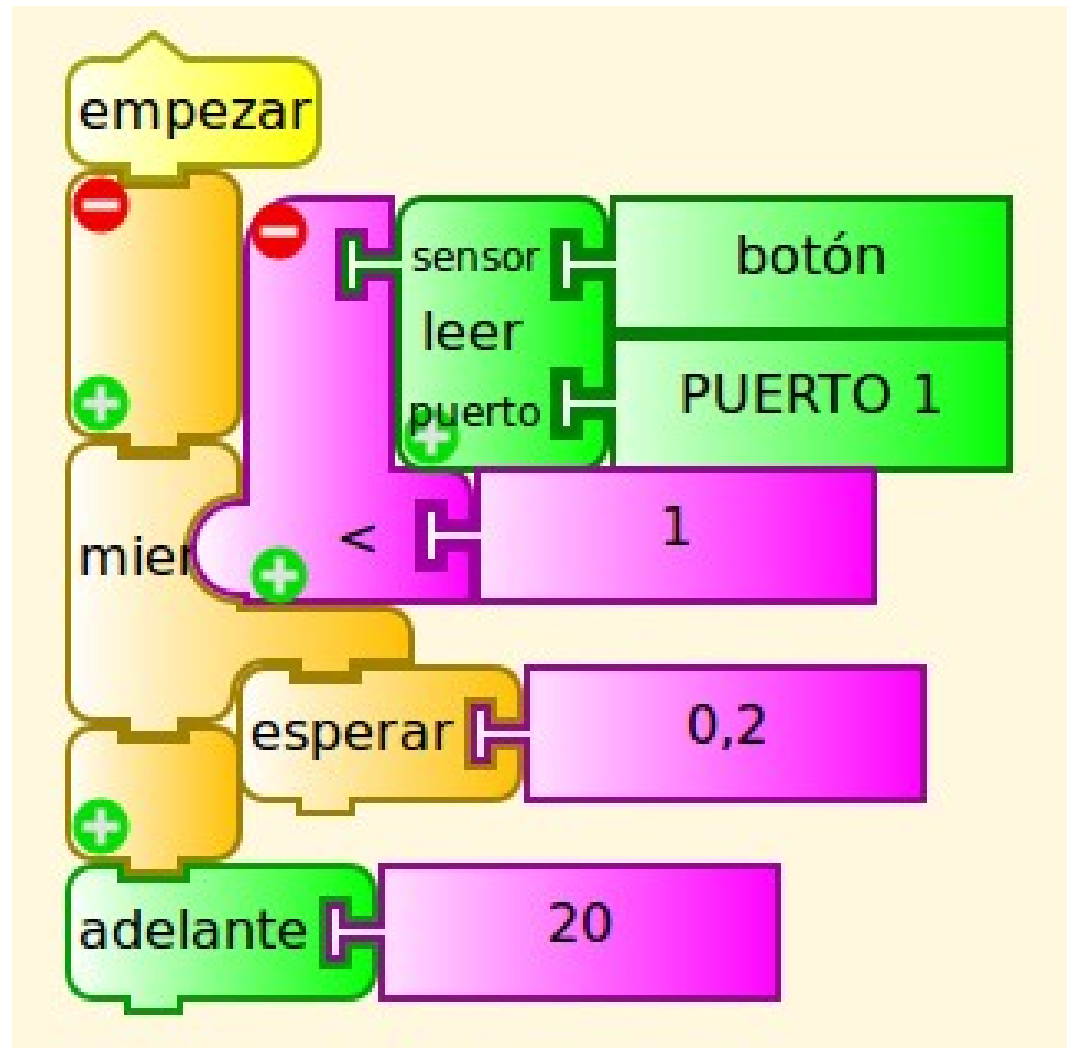 empezar
sensor botón
leer
puerto PUERTO 1
< 1
esperar 0,2
adelante 20